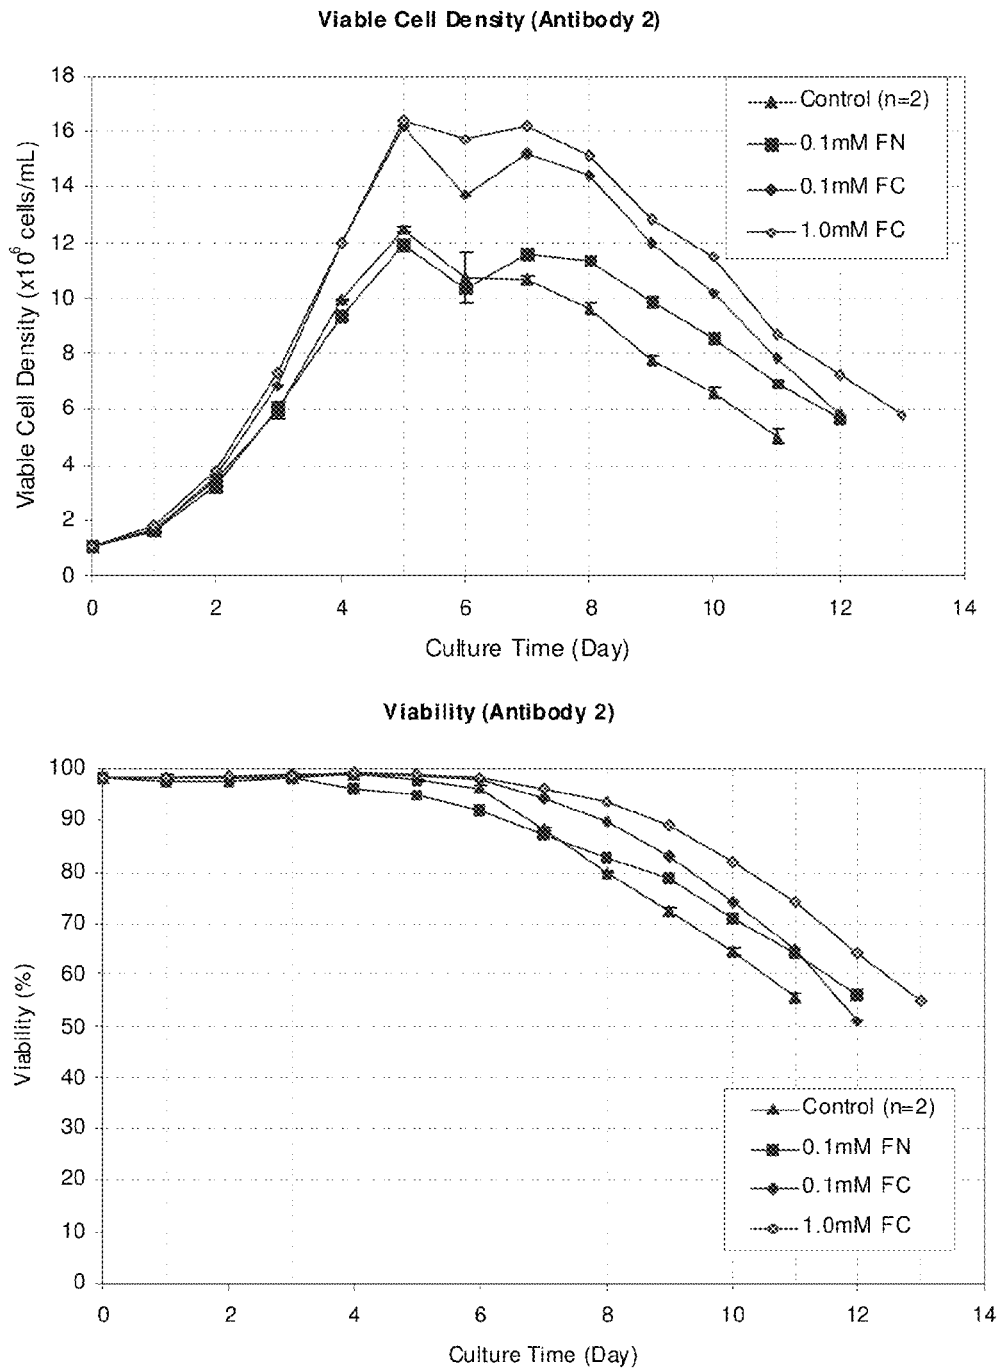 Viable Cell Density (Antibody 2)
18
16
14
12
10
8
6
4
2
0
Viable Cell Density (x10⁶ cells/mL)
Control (n=2)
0.1mM FN
0.1mM FC
1.0mM FC
0 2 4 6 8 10 12 14
Culture Time (Day)
Viability (Antibody 2)
100
90
80
70
60
50
40
30
20
10
0
Viability (%)
Control (n=2)
0.1mM FN
0.1mM FC
1.0mM FC
0 2 4 6 8 10 12 14
Culture Time (Day)